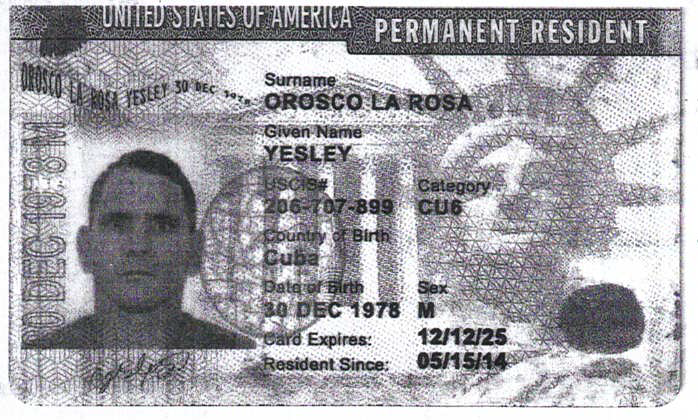 UNITED STATES OF AMERICA
PERMANENT RESIDENT
OROSCO LA ROSA YESLEY 30 DEC 1978
Surname
OROSCO LA ROSA
Given Name
YESLEY
USCIS#
206-707-899
Category
CU6
Country of Birth
Cuba
Date of Birth
30 DEC 1978
Sex
M
Card Expires: 12/12/25
Resident Since: 05/15/14
30 DEC 1978 M